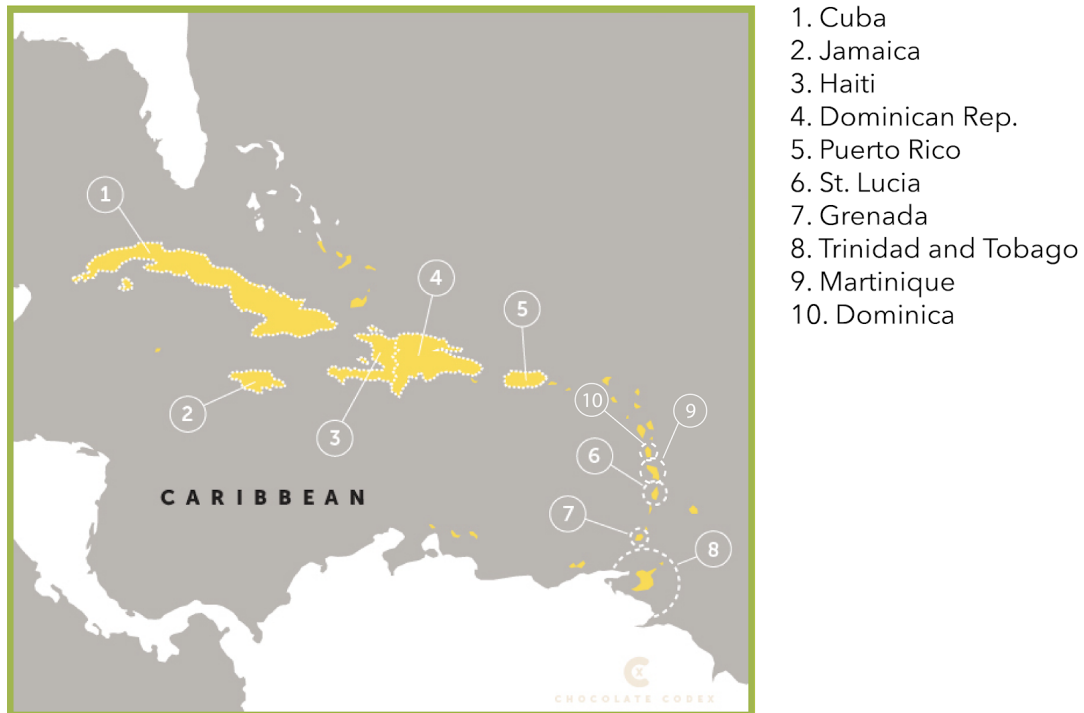 1. Cuba
2. Jamaica
3. Haiti
4. Dominican Rep.
5. Puerto Rico
6. St. Lucia
7. Grenada
8. Trinidad and Tobago
9. Martinique
10. Dominica
1
4
5
10
9
2
3
6
CARIBBEAN
7
8
CHOCOLATE CODEX